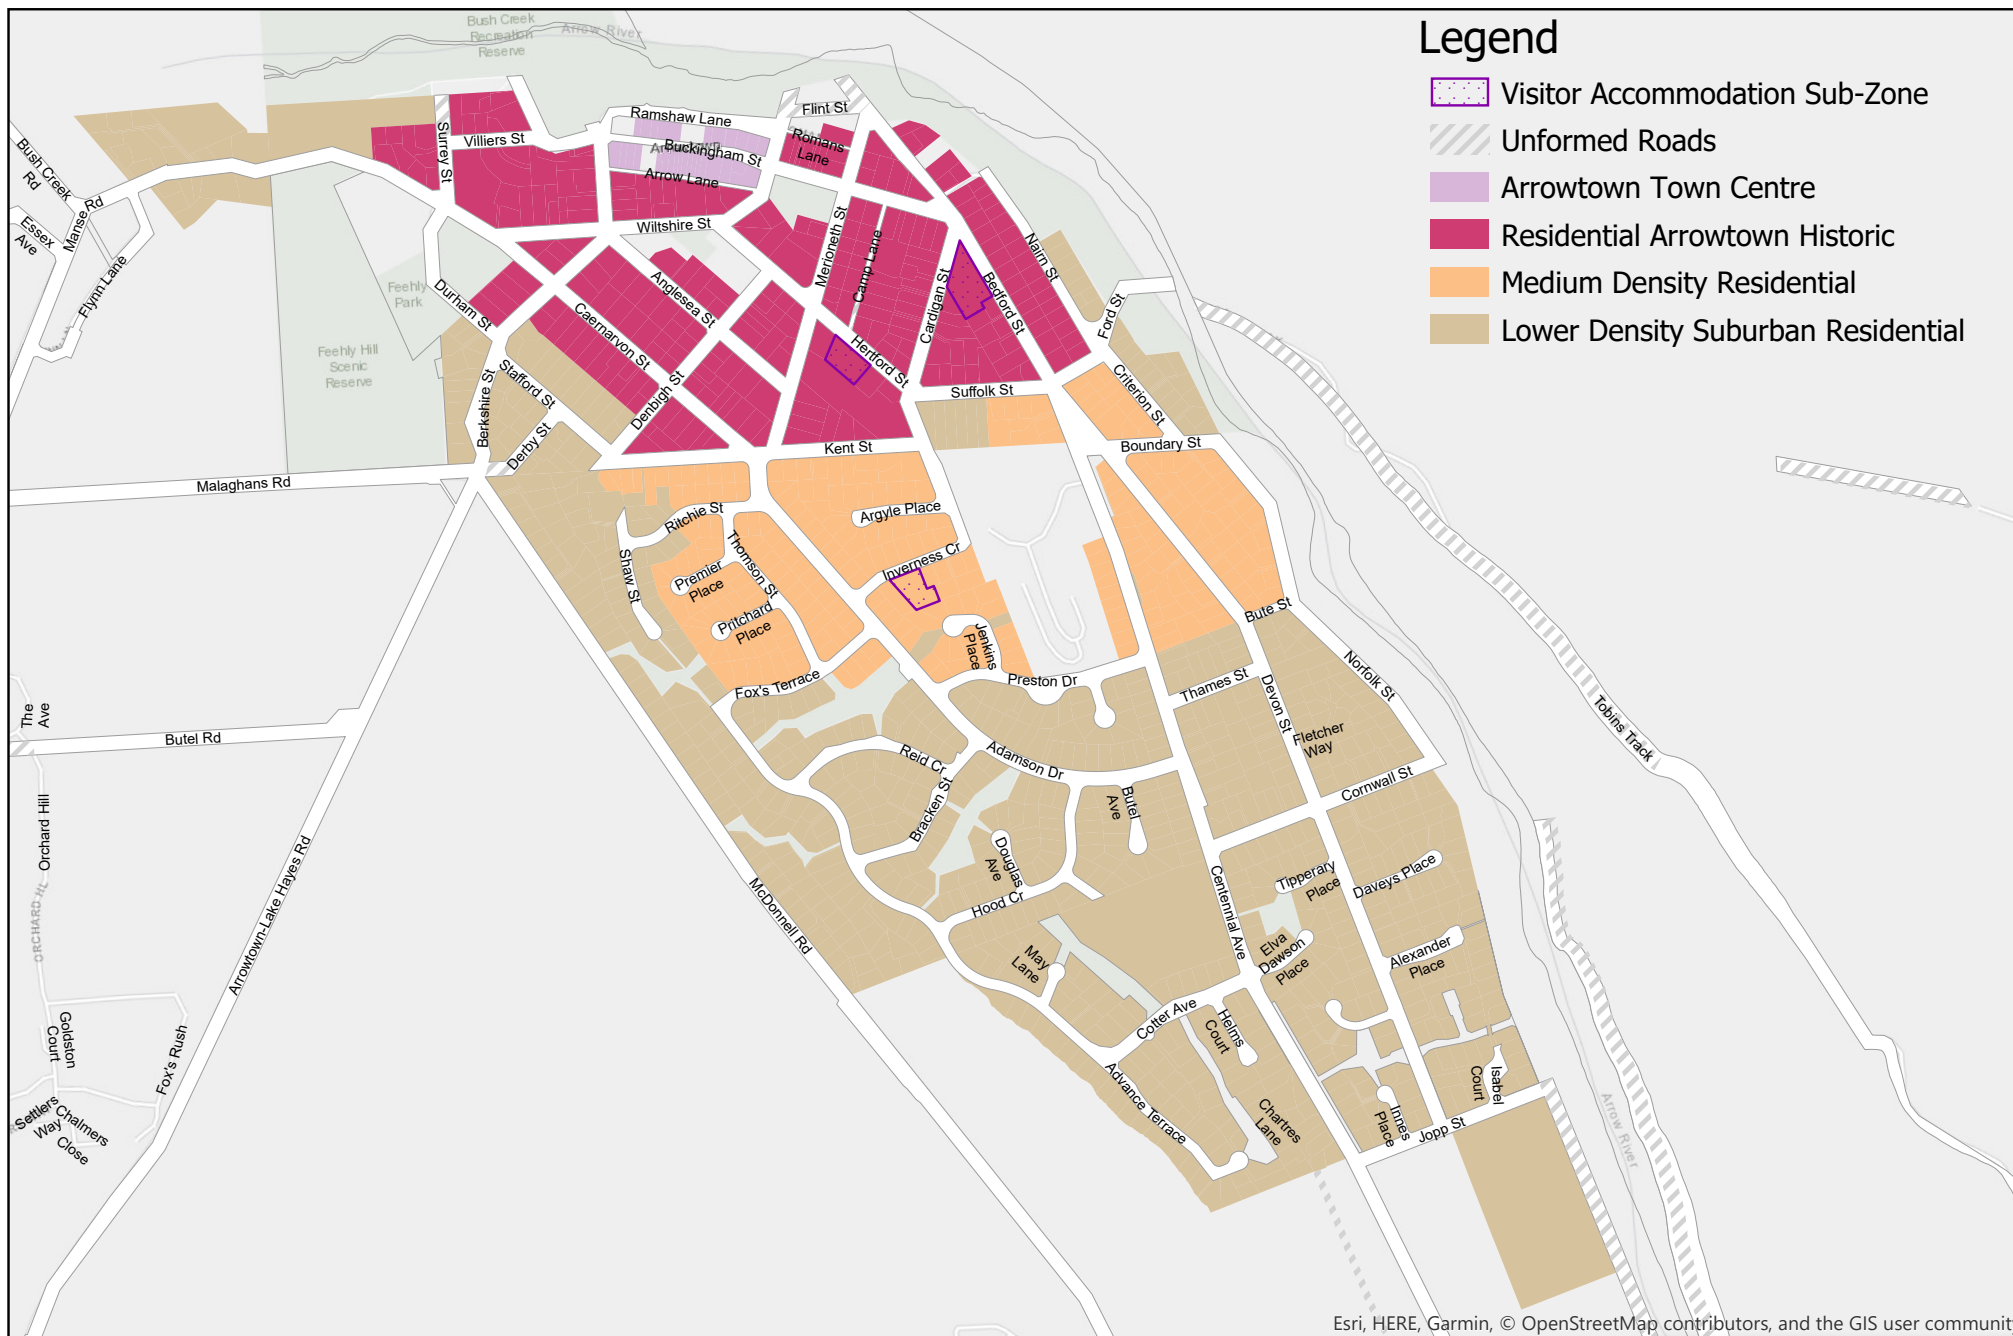 Legend
Visitor Accommodation Sub-Zone
Unformed Roads
Arrowtown Town Centre
Residential Arrowtown Historic
Medium Density Residential
Lower Density Suburban Residential
Bush Creek
Recreation
Reserve
Arrow River
Ramshaw Lane
Flint St
Surrey St
Villiers St
Buckingham St
Romans
Lane
Arrow Lane
Bush Creek
Rd
Manse Rd
Essex
Ave
Flynn Lane
Wiltshire St
Merioneth St
Camp Lane
Nairn St
Feehly
Park
Durham St
Anglesea St
Cardigan St
Bedford St
Ford St
Caernarvon St
Feehly Hill
Scenic
Reserve
Hertford St
Stafford St
Berkshire St
Denbigh St
Suffolk St
Criterion St
Derby St
Kent St
Boundary St
Malaghans Rd
Ritchie St
Argyle Place
Shaw St
Thomson St
Inverness Cr
Premier
Place
Pritchard
Place
Bute St
Jenkins
Place
Norfolk St
Fox's Terrace
Preston Dr
Thames St
Devon St
Tobins Track
The
Ave
Butel Rd
Fletcher
Way
Reid Cr
Adamson Dr
Cornwall St
Orchard Hill
Bracken St
Butel
Ave
Douglas
Ave
Arrowtown-Lake Hayes Rd
McDonnell Rd
Centennial Ave
Tipperary
Place
Daveys Place
ORCHARD HL
Hood Cr
May
Lane
Elva
Dawson
Place
Alexander
Place
Goldston
Court
Fox's Rush
Cotter Ave
Helms
Court
Advance Terrace
Isabel
Court
Settlers
Way
Chalmers
Close
Chartres
Lane
Innes
Place
Jopp St
Arrow River
Esri, HERE, Garmin, © OpenStreetMap contributors, and the GIS user communit